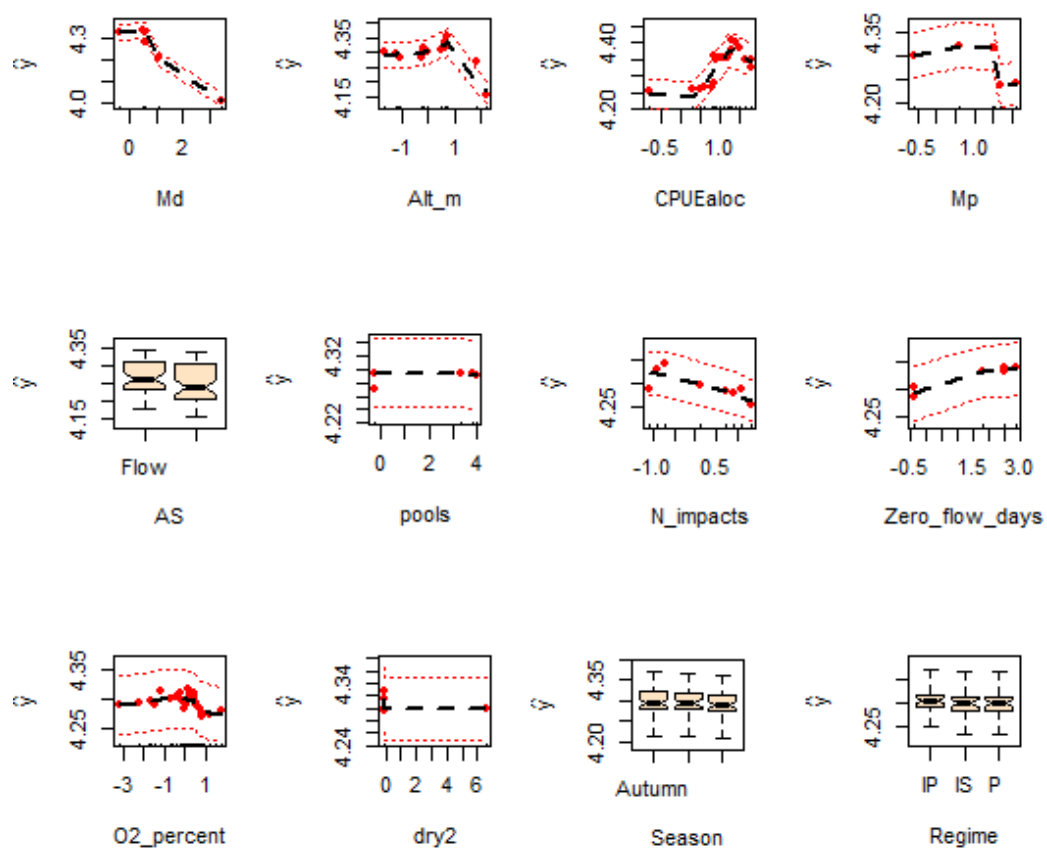 ŷ 4.0 4.3 ŷ 4.15 4.35 ŷ 4.20 4.40 ŷ 4.20 4.35
0 2 -1 1 -0.5 1.0 -0.5 1.0
Md Alt_m CPUEaloc Mp
ŷ 4.15 4.35 ŷ 4.22 4.32 ŷ 4.25 ŷ 4.25
Flow 0 2 4 -1.0 0.5 -0.5 1.5 3.0
AS pools N_impacts Zero_flow_days
ŷ 4.25 4.35 ŷ 4.24 4.34 ŷ 4.20 4.35 ŷ 4.25
-3 -1 1 0 2 4 6 Autumn IP IS P
O2_percent dry2 Season Regime